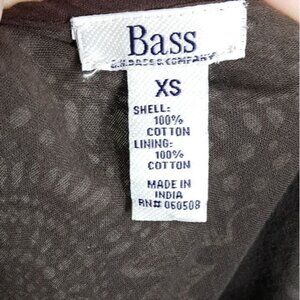 Bass
G.H.BASS & COMPANY
XS
SHELL:
100%
COTTON
LINING:
100%
COTTON
MADE IN
INDIA
RN# 060508